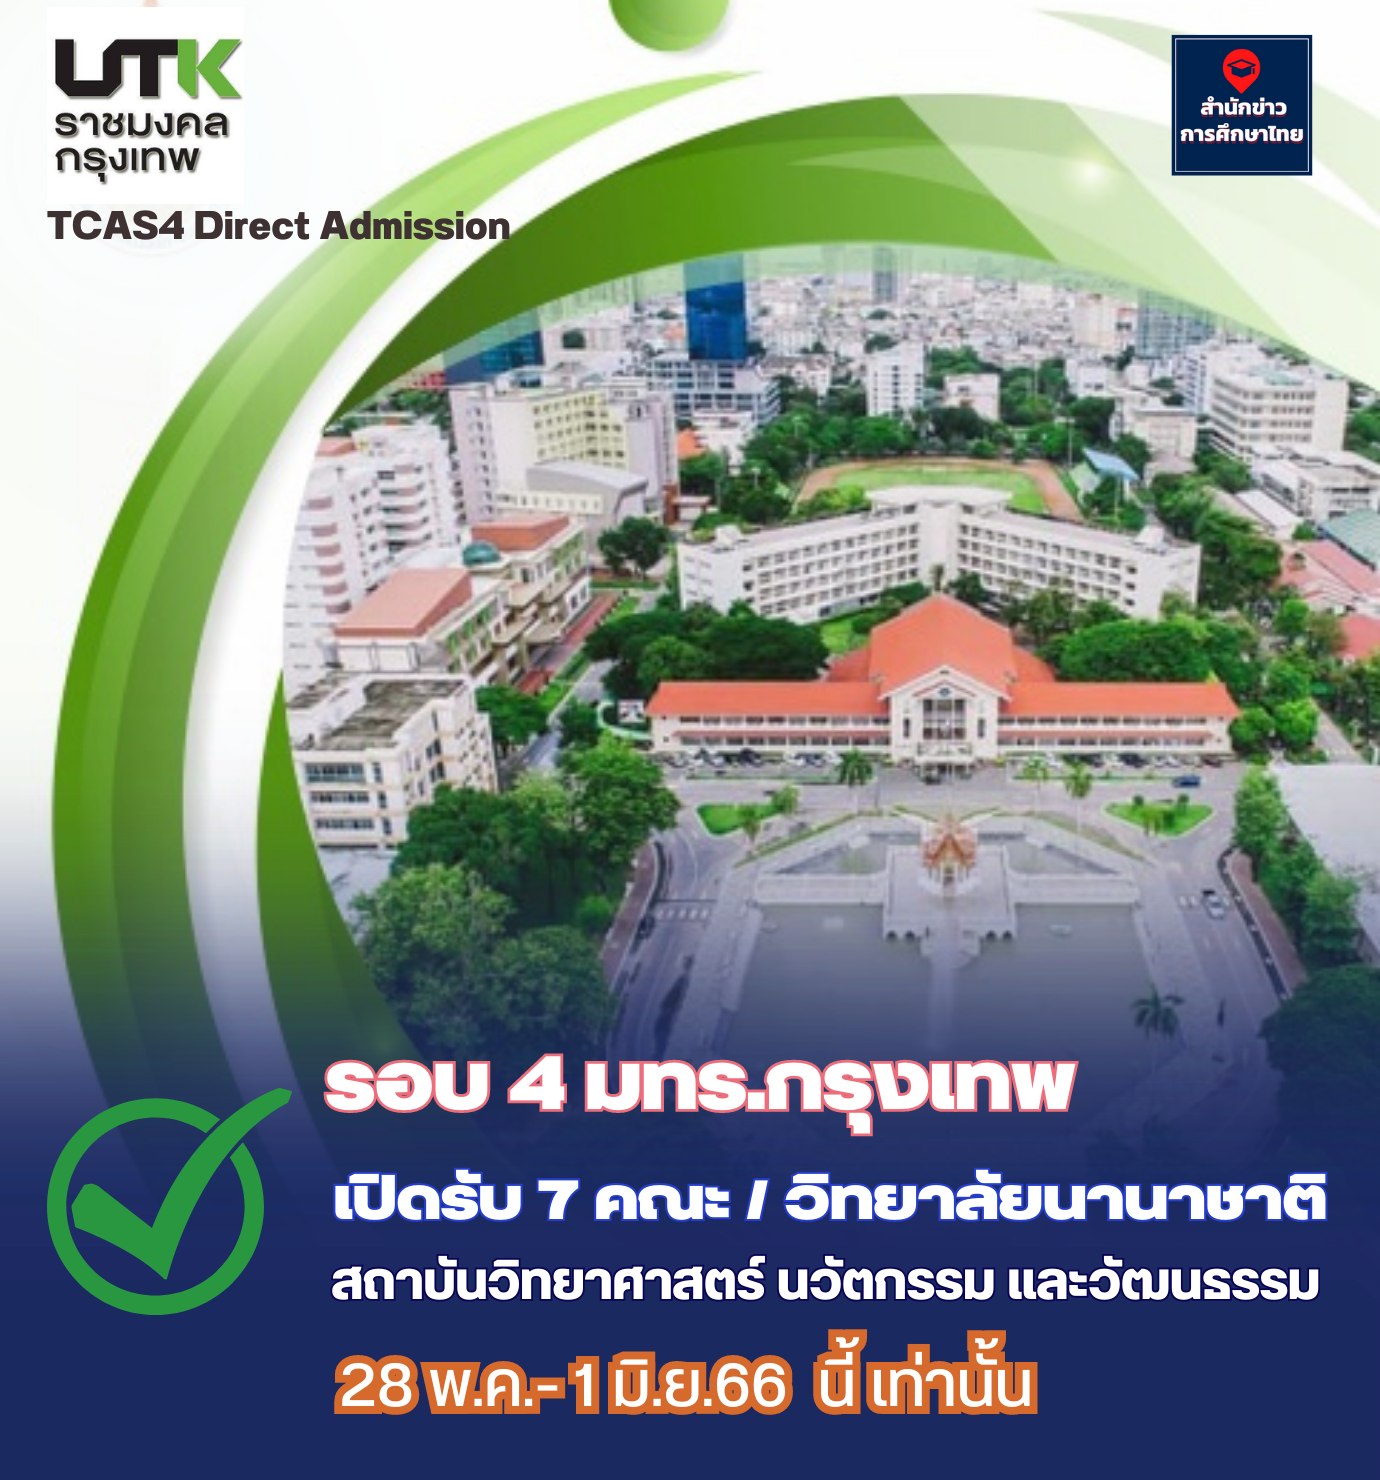 UTK
ราชมงคล
กรุงเทพ
สำนักข่าว
การศึกษาไทย
TCAS4 Direct Admission
รอบ 4 มทร.กรุงเทพ
เปิดรับ 7 คณะ / วิทยาลัยนานาชาติ
สถาบันวิทยาศาสตร์ นวัตกรรม และวัฒนธรรม
28 พ.ค.- 1 มิ.ย.66 นี้ เท่านั้น